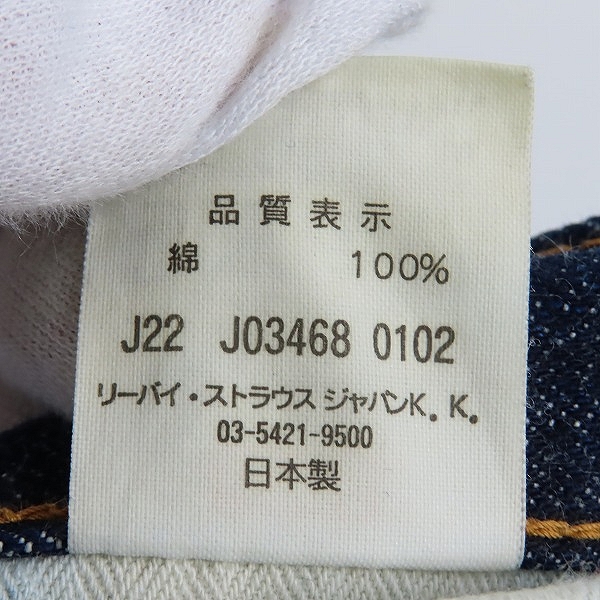 品質表示
綿 100%
J22 J03468 0102
リーバイ・ストラウス ジャパンK.K.
03-5421-9500
日本製